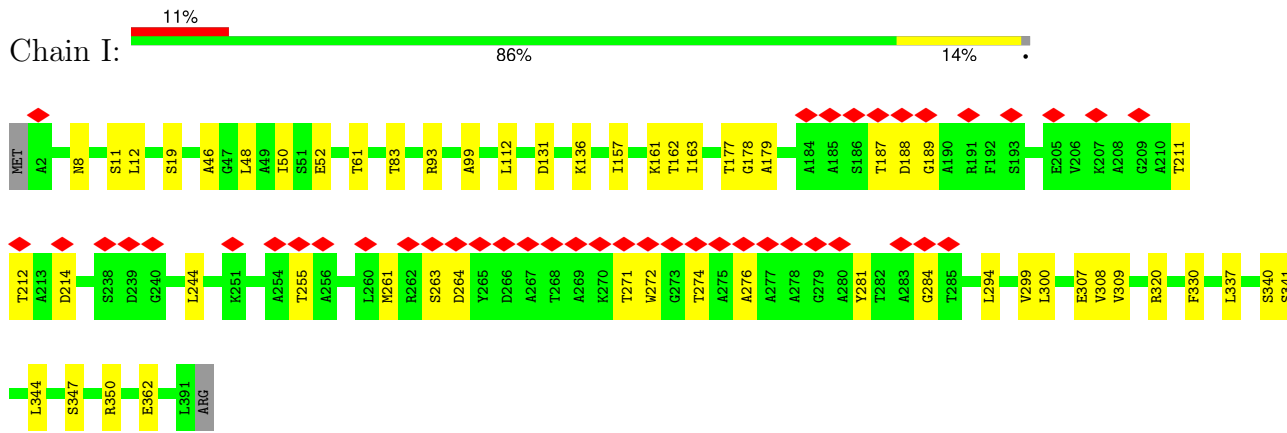 11%
Chain I:
86% 14% •
MET A2 N8 S11 L12 S19 A46 G47 L48 A49 I50 S51 E52 T61 T83 R93 A99 L112 D131 K136 I157 K161 T162 I163 T177 G178 A179 A184 A185 S186 T187 D188 G189 A190 R191 F192 S193 E205 V206 K207 A208 G209 A210 T211
T212 A213 D214 S238 D239 G240 L244 K251 A254 T255 A256 L260 M261 R262 S263 D264 Y265 D266 A267 T268 A269 K270 T271 W272 G273 T274 A275 A276 A277 A278 G279 A280 Y281 T282 A283 G284 T285 L294 V299 L300 E307 V308 V309 R320 F330 L337 S340 S341
L344 S347 R350 E362 L391 ARG